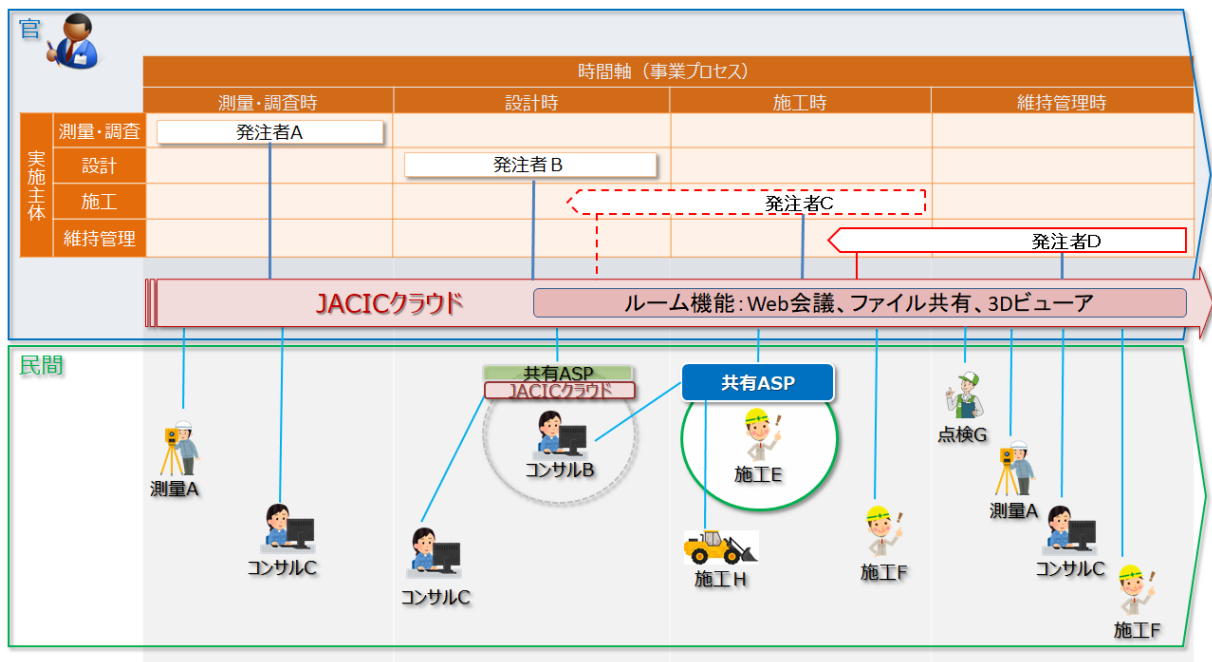 官
時間軸（事業プロセス）
測量・調査時
設計時
施工時
維持管理時
実施主体
測量・調査
発注者A
設計
発注者B
施工
発注者C
維持管理
発注者D
JACICクラウド
ルーム機能：Web会議、ファイル共有、3Dビューア
民間
共有ASP
JACICクラウド
共有ASP
コンサルB
施工E
点検G
測量A
測量A
コンサルC
コンサルC
施工H
施工F
コンサルC
施工F